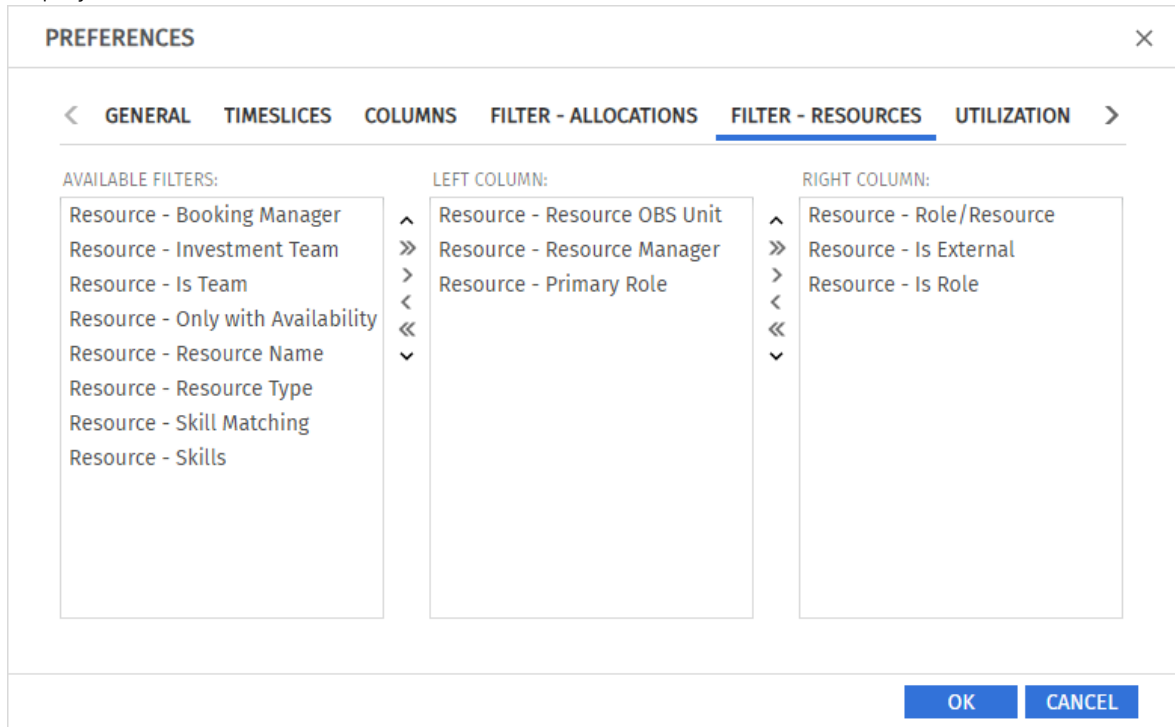 PREFERENCES
GENERAL TIMESLICES COLUMNS FILTER - ALLOCATIONS FILTER - RESOURCES UTILIZATION
AVAILABLE FILTERS:
Resource - Booking Manager
Resource - Investment Team
Resource - Is Team
Resource - Only with Availability
Resource - Resource Name
Resource - Resource Type
Resource - Skill Matching
Resource - Skills
LEFT COLUMN:
Resource - Resource OBS Unit
Resource - Resource Manager
Resource - Primary Role
RIGHT COLUMN:
Resource - Role/Resource
Resource - Is External
Resource - Is Role
OK CANCEL